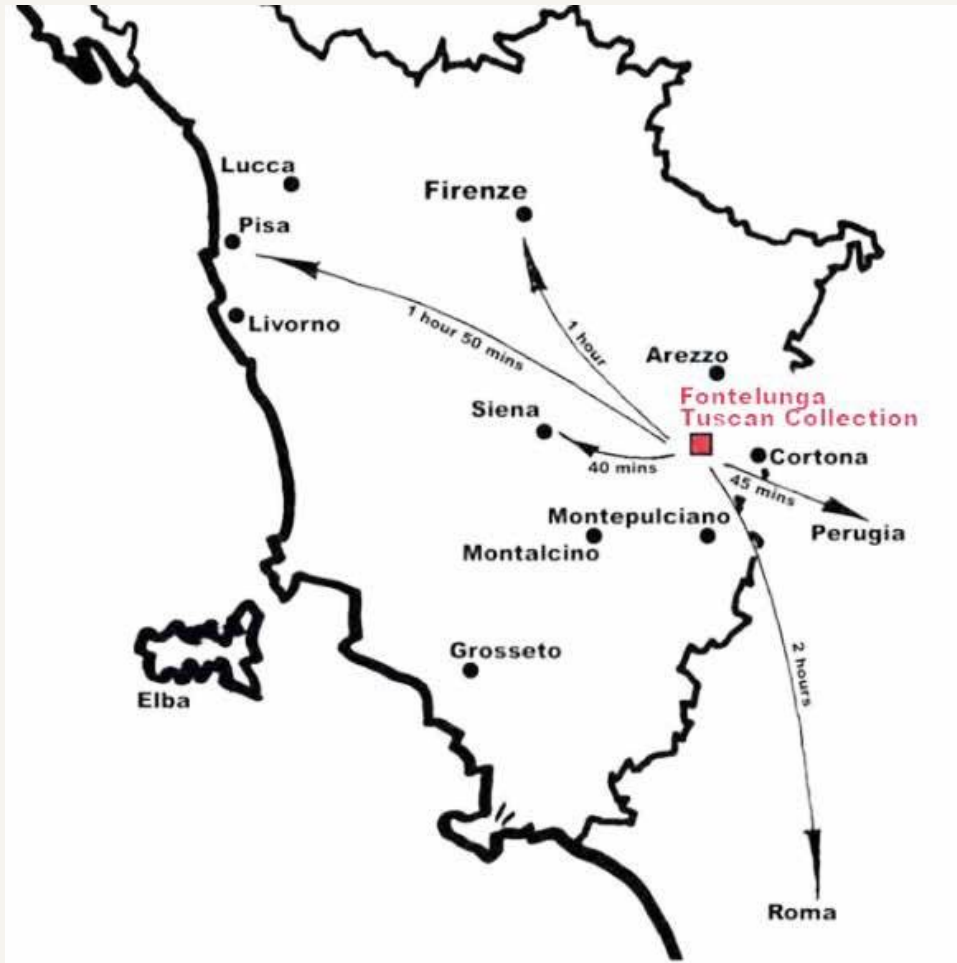 Lucca
Firenze
Pisa
Livorno
1 hour 50 mins
1 hour
Arezzo
Fontelunga
Tuscan Collection
Siena
40 mins
Cortona
45 mins
Perugia
Montepulciano
Montalcino
2 hours
Grosseto
Elba
Roma